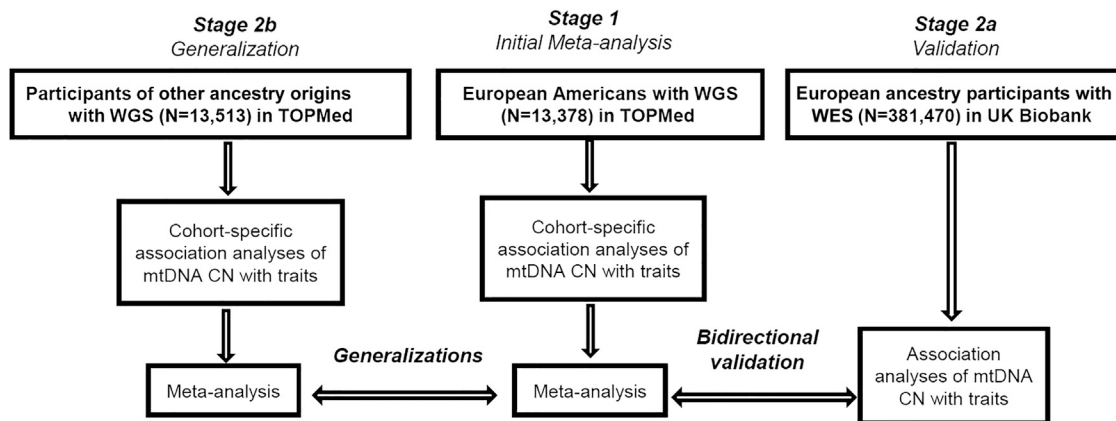 Stage 2b
Generalization
Participants of other ancestry origins
with WGS (N=13,513) in TOPMed
Cohort-specific
association analyses of
mtDNA CN with traits
Meta-analysis
Generalizations
Stage 1
Initial Meta-analysis
European Americans with WGS
(N=13,378) in TOPMed
Cohort-specific
association analyses of
mtDNA CN with traits
Meta-analysis
Bidirectional
validation
Stage 2a
Validation
European ancestry participants with
WES (N=381,470) in UK Biobank
Association
analyses of mtDNA
CN with traits